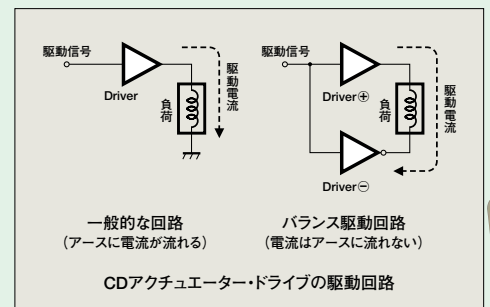 駆動信号
Driver
負荷
駆動電流
一般的な回路
(アースに電流が流れる)
駆動信号
Driver⊕
負荷
駆動電流
Driver⊖
バランス駆動回路
(電流はアースに流れない)
CDアクチュエーター・ドライブの駆動回路